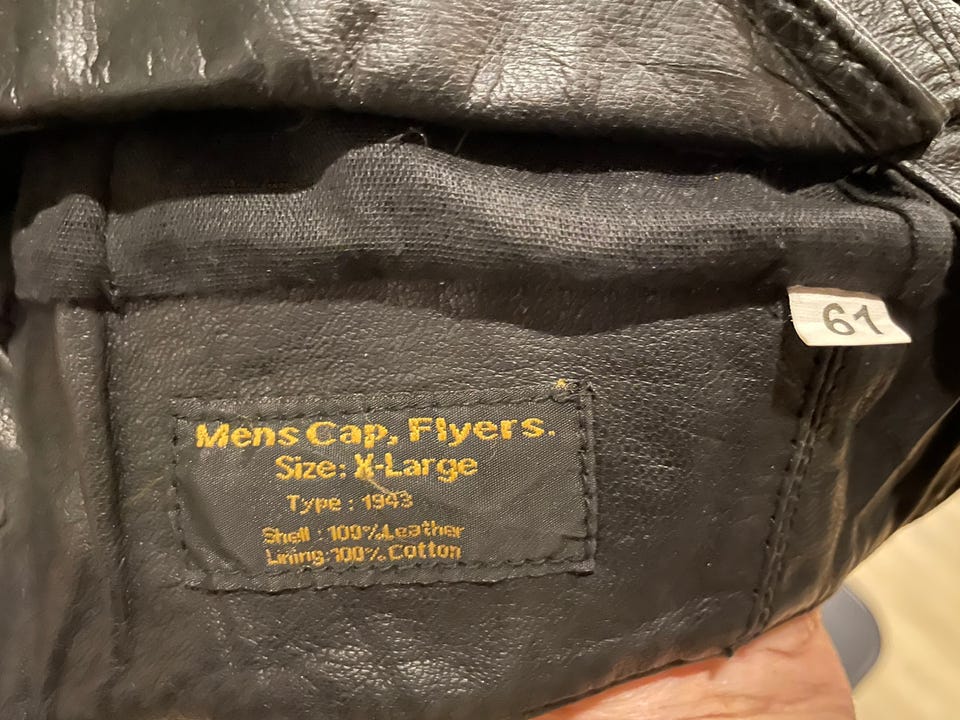 61
Mens Cap, Flyers.
Size: X-Large
Type : 1943
Shell : 100% Leather
Lining: 100% Cotton